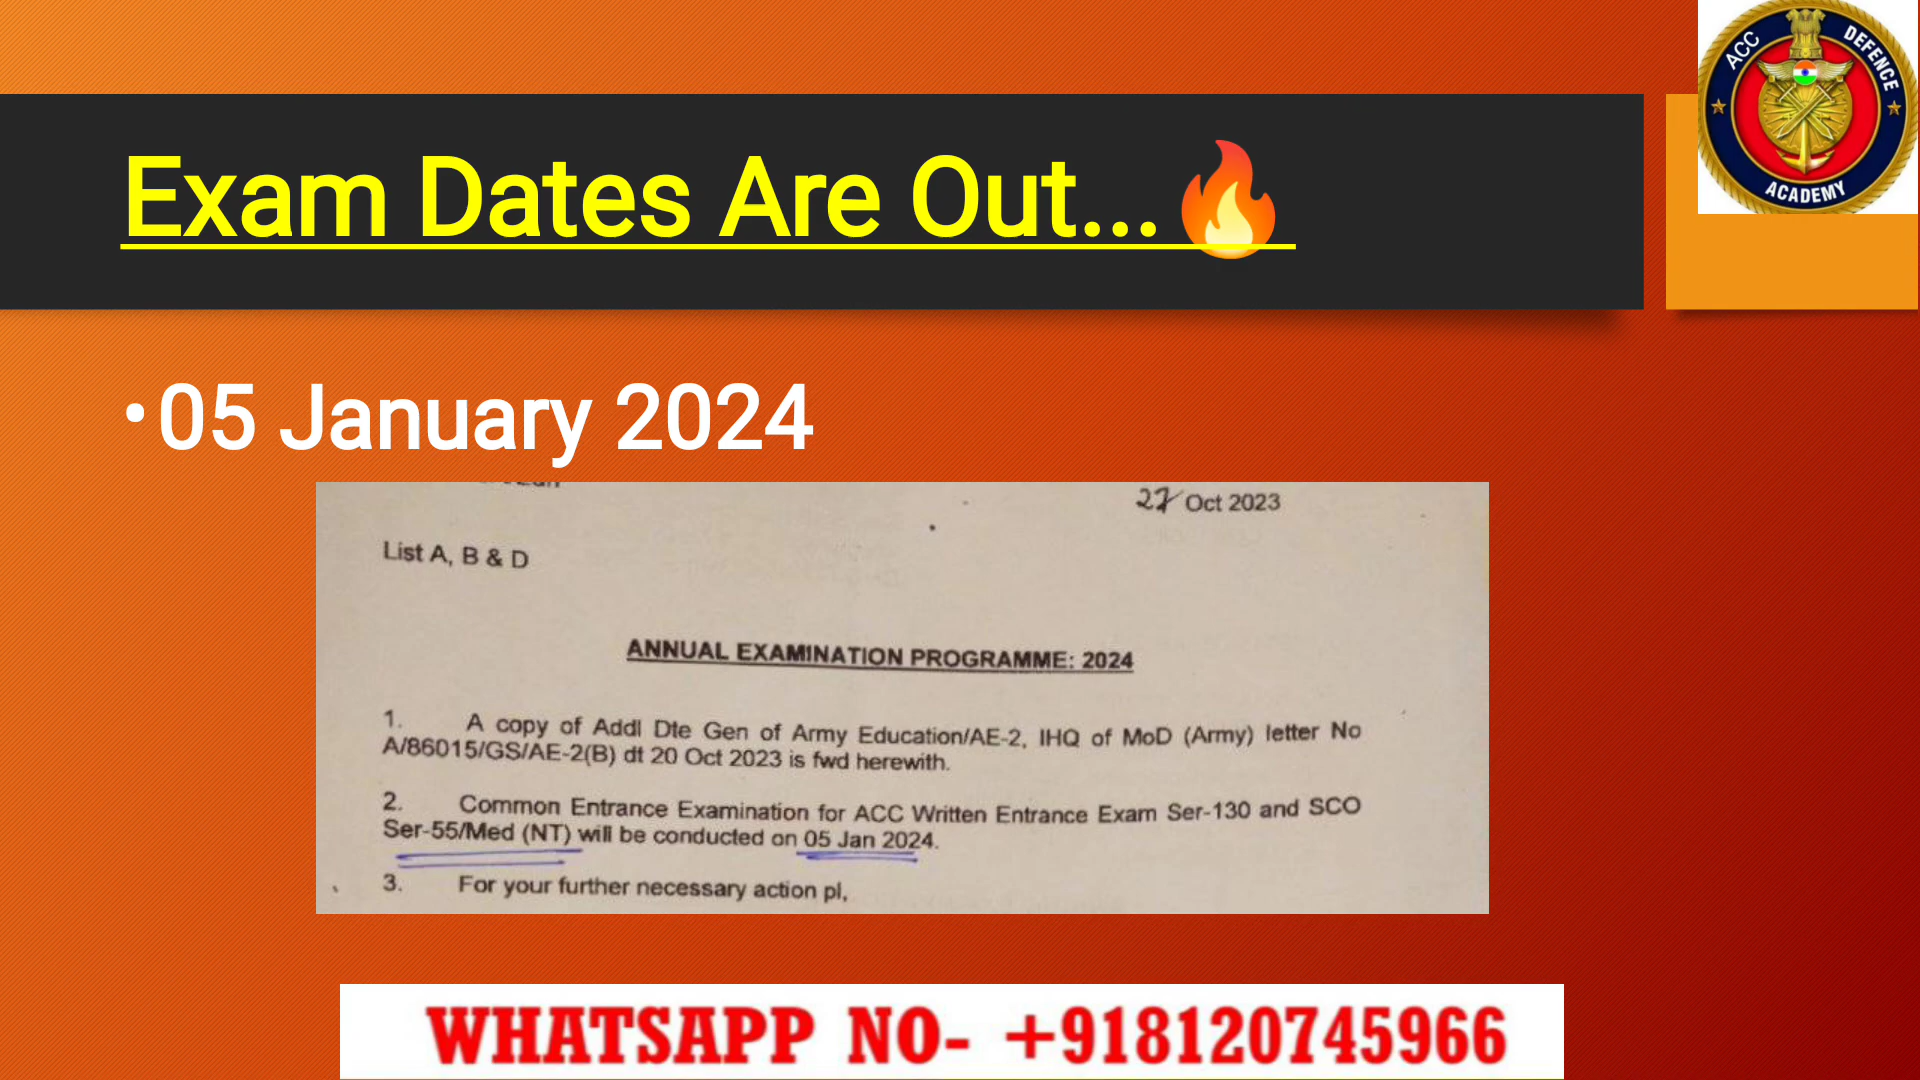 ACC DEFENCE ACADEMY
Exam Dates Are Out...🔥
•05 January 2024
27 Oct 2023
List A, B & D
ANNUAL EXAMINATION PROGRAMME: 2024
1. A copy of Addl Dte Gen of Army Education/AE-2, IHQ of MoD (Army) letter No
A/86015/GS/AE-2(B) dt 20 Oct 2023 is fwd herewith.
2. Common Entrance Examination for ACC Written Entrance Exam Ser-130 and SCO
Ser-55/Med (NT) will be conducted on 05 Jan 2024.
3. For your further necessary action pl,
WHATSAPP NO- +918120745966